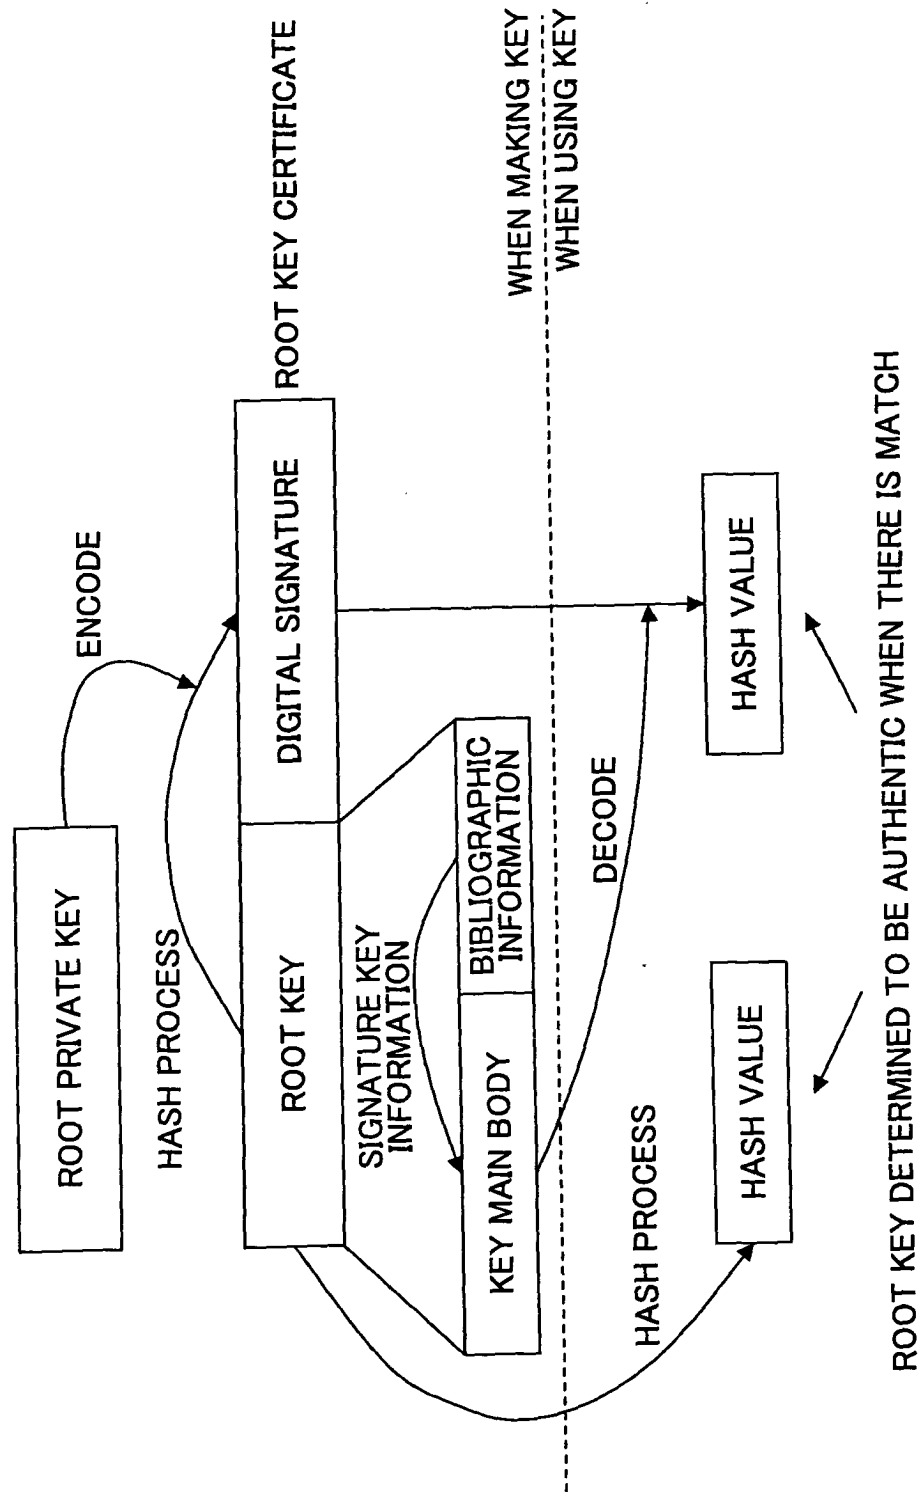 ROOT PRIVATE KEY
ENCODE
HASH PROCESS
ROOT KEY
DIGITAL SIGNATURE
ROOT KEY CERTIFICATE
SIGNATURE KEY
INFORMATION
KEY MAIN BODY
BIBLIOGRAPHIC
INFORMATION
WHEN MAKING KEY
WHEN USING KEY
DECODE
HASH PROCESS
HASH VALUE
HASH VALUE
ROOT KEY DETERMINED TO BE AUTHENTIC WHEN THERE IS MATCH